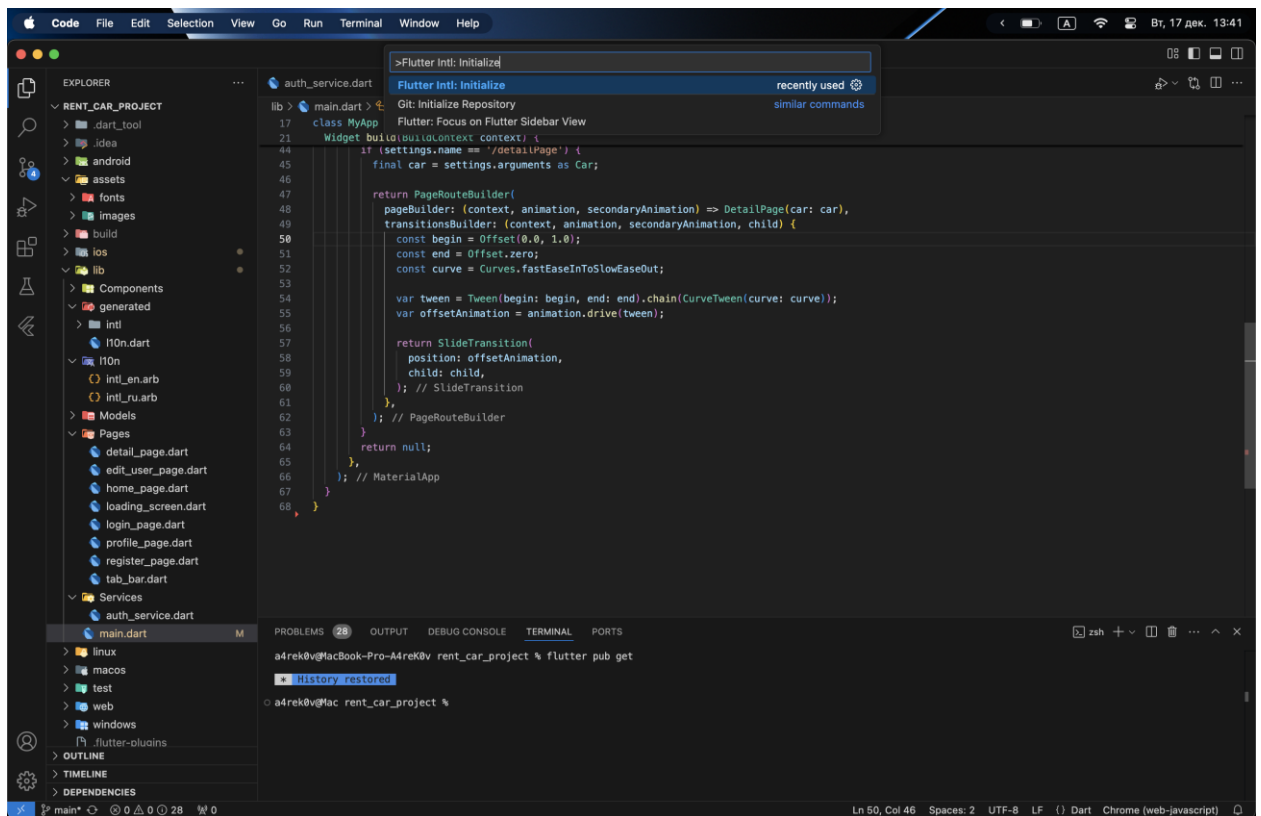 Code File Edit Selection View Go Run Terminal Window Help A Вт, 17 дек. 13:41
>Flutter Intl: Initialize
Flutter Intl: Initialize recently used
Git: Initialize Repository similar commands
Flutter: Focus on Flutter Sidebar View
EXPLORER
RENT_CAR_PROJECT
.dart_tool
.idea
android
assets
fonts
images
build
ios
lib
Components
generated
intl
l10n.dart
l10n
intl_en.arb
intl_ru.arb
Models
Pages
detail_page.dart
edit_user_page.dart
home_page.dart
loading_screen.dart
login_page.dart
profile_page.dart
register_page.dart
tab_bar.dart
Services
auth_service.dart
main.dart M
linux
macos
test
web
windows
.flutter-plugins
OUTLINE
TIMELINE
DEPENDENCIES
4
auth_service.dart
lib > main.dart >
17 class MyApp
21 Widget build(BuildContext context) {
44 if (settings.name == '/detailPage') {
45 final car = settings.arguments as Car;
46
47 return PageRouteBuilder(
48 pageBuilder: (context, animation, secondaryAnimation) => DetailPage(car: car),
49 transitionsBuilder: (context, animation, secondaryAnimation, child) {
50 const begin = Offset(0.0, 1.0);
51 const end = Offset.zero;
52 const curve = Curves.fastEaseInToSlowEaseOut;
53
54 var tween = Tween(begin: begin, end: end).chain(CurveTween(curve: curve));
55 var offsetAnimation = animation.drive(tween);
56
57 return SlideTransition(
58 position: offsetAnimation,
59 child: child,
60 ); // SlideTransition
61 },
62 ); // PageRouteBuilder
63 }
64 return null;
65 },
66 ); // MaterialApp
67 }
68 }
PROBLEMS 28 OUTPUT DEBUG CONSOLE TERMINAL PORTS zsh
a4rek0v@MacBook-Pro-A4reK0v rent_car_project % flutter pub get
* History restored
a4rek0v@Mac rent_car_project %
main* 0 0 28 0 Ln 50, Col 46 Spaces: 2 UTF-8 LF {} Dart Chrome (web-javascript)